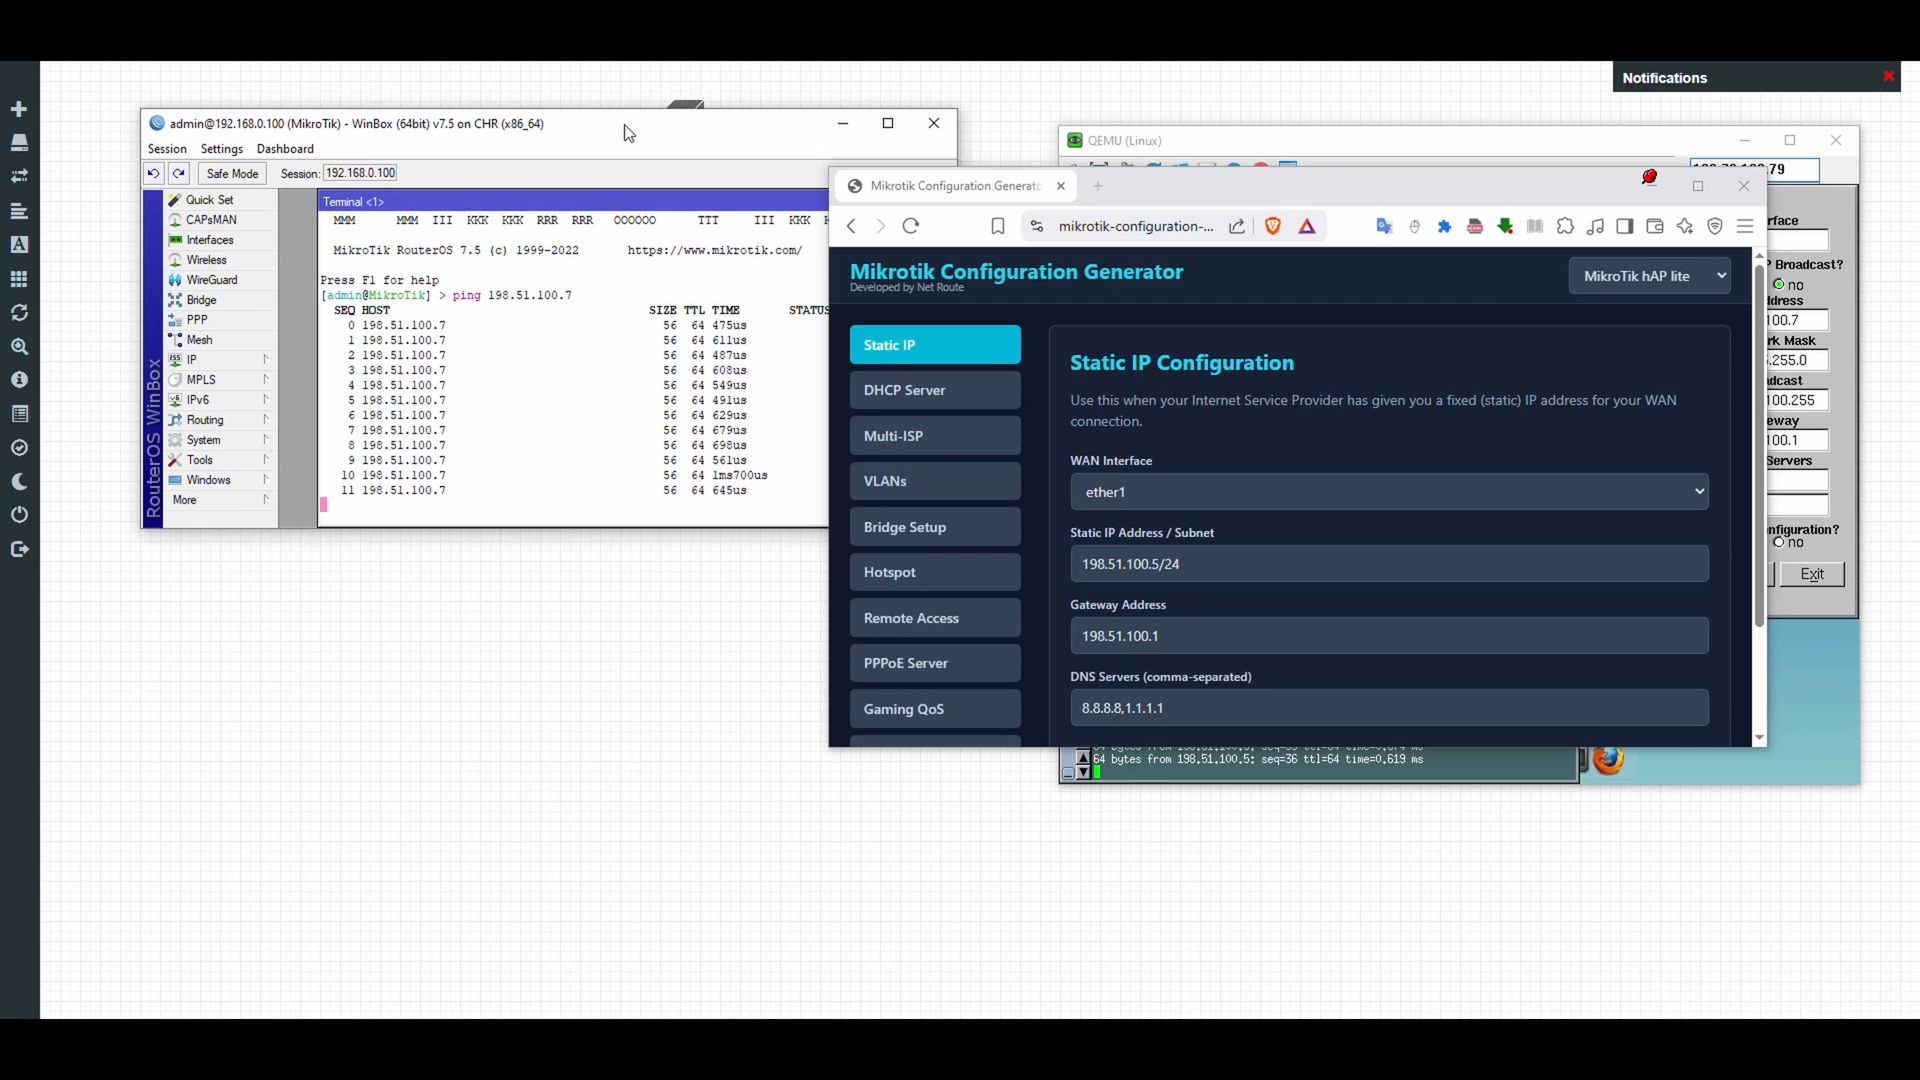 Notifications
admin@192.168.0.100 (MikroTik) - WinBox (64bit) v7.5 on CHR (x86_64)
Session Settings Dashboard
Safe Mode Session: 192.168.0.100
Quick Set
CAPsMAN
Interfaces
Wireless
WireGuard
Bridge
PPP
Mesh
IP
MPLS
IPv6
Routing
System
Tools
Windows
More
RouterOS WinBox
Terminal <1>
MMM MMM III KKK KKK RRR RRR OOOOOO TTT III KKK
MikroTik RouterOS 7.5 (c) 1999-2022 https://www.mikrotik.com/
Press F1 for help
[admin@MikroTik] > ping 198.51.100.7
SEQ HOST SIZE TTL TIME STATUS
0 198.51.100.7 56 64 475us
1 198.51.100.7 56 64 611us
2 198.51.100.7 56 64 487us
3 198.51.100.7 56 64 608us
4 198.51.100.7 56 64 549us
5 198.51.100.7 56 64 491us
6 198.51.100.7 56 64 629us
7 198.51.100.7 56 64 679us
8 198.51.100.7 56 64 698us
9 198.51.100.7 56 64 561us
10 198.51.100.7 56 64 1ms700us
11 198.51.100.7 56 64 645us
QEMU (Linux)
Mikrotik Configuration Generato
mikrotik-configuration-...
Mikrotik Configuration Generator
Developed by Net Route
MikroTik hAP lite
Static IP
DHCP Server
Multi-ISP
VLANs
Bridge Setup
Hotspot
Remote Access
PPPoE Server
Gaming QoS
Static IP Configuration
Use this when your Internet Service Provider has given you a fixed (static) IP address for your WAN
connection.
WAN Interface
ether1
Static IP Address / Subnet
198.51.100.5/24
Gateway Address
198.51.100.1
DNS Servers (comma-separated)
8.8.8.8,1.1.1.1
rface
P Broadcast?
no
dress
100.7
rk Mask
.255.0
adcast
100.255
eway
100.1
Servers
nfiguration?
no
Exit
64 bytes from 198.51.100.5: seq=36 ttl=64 time=0.619 ms